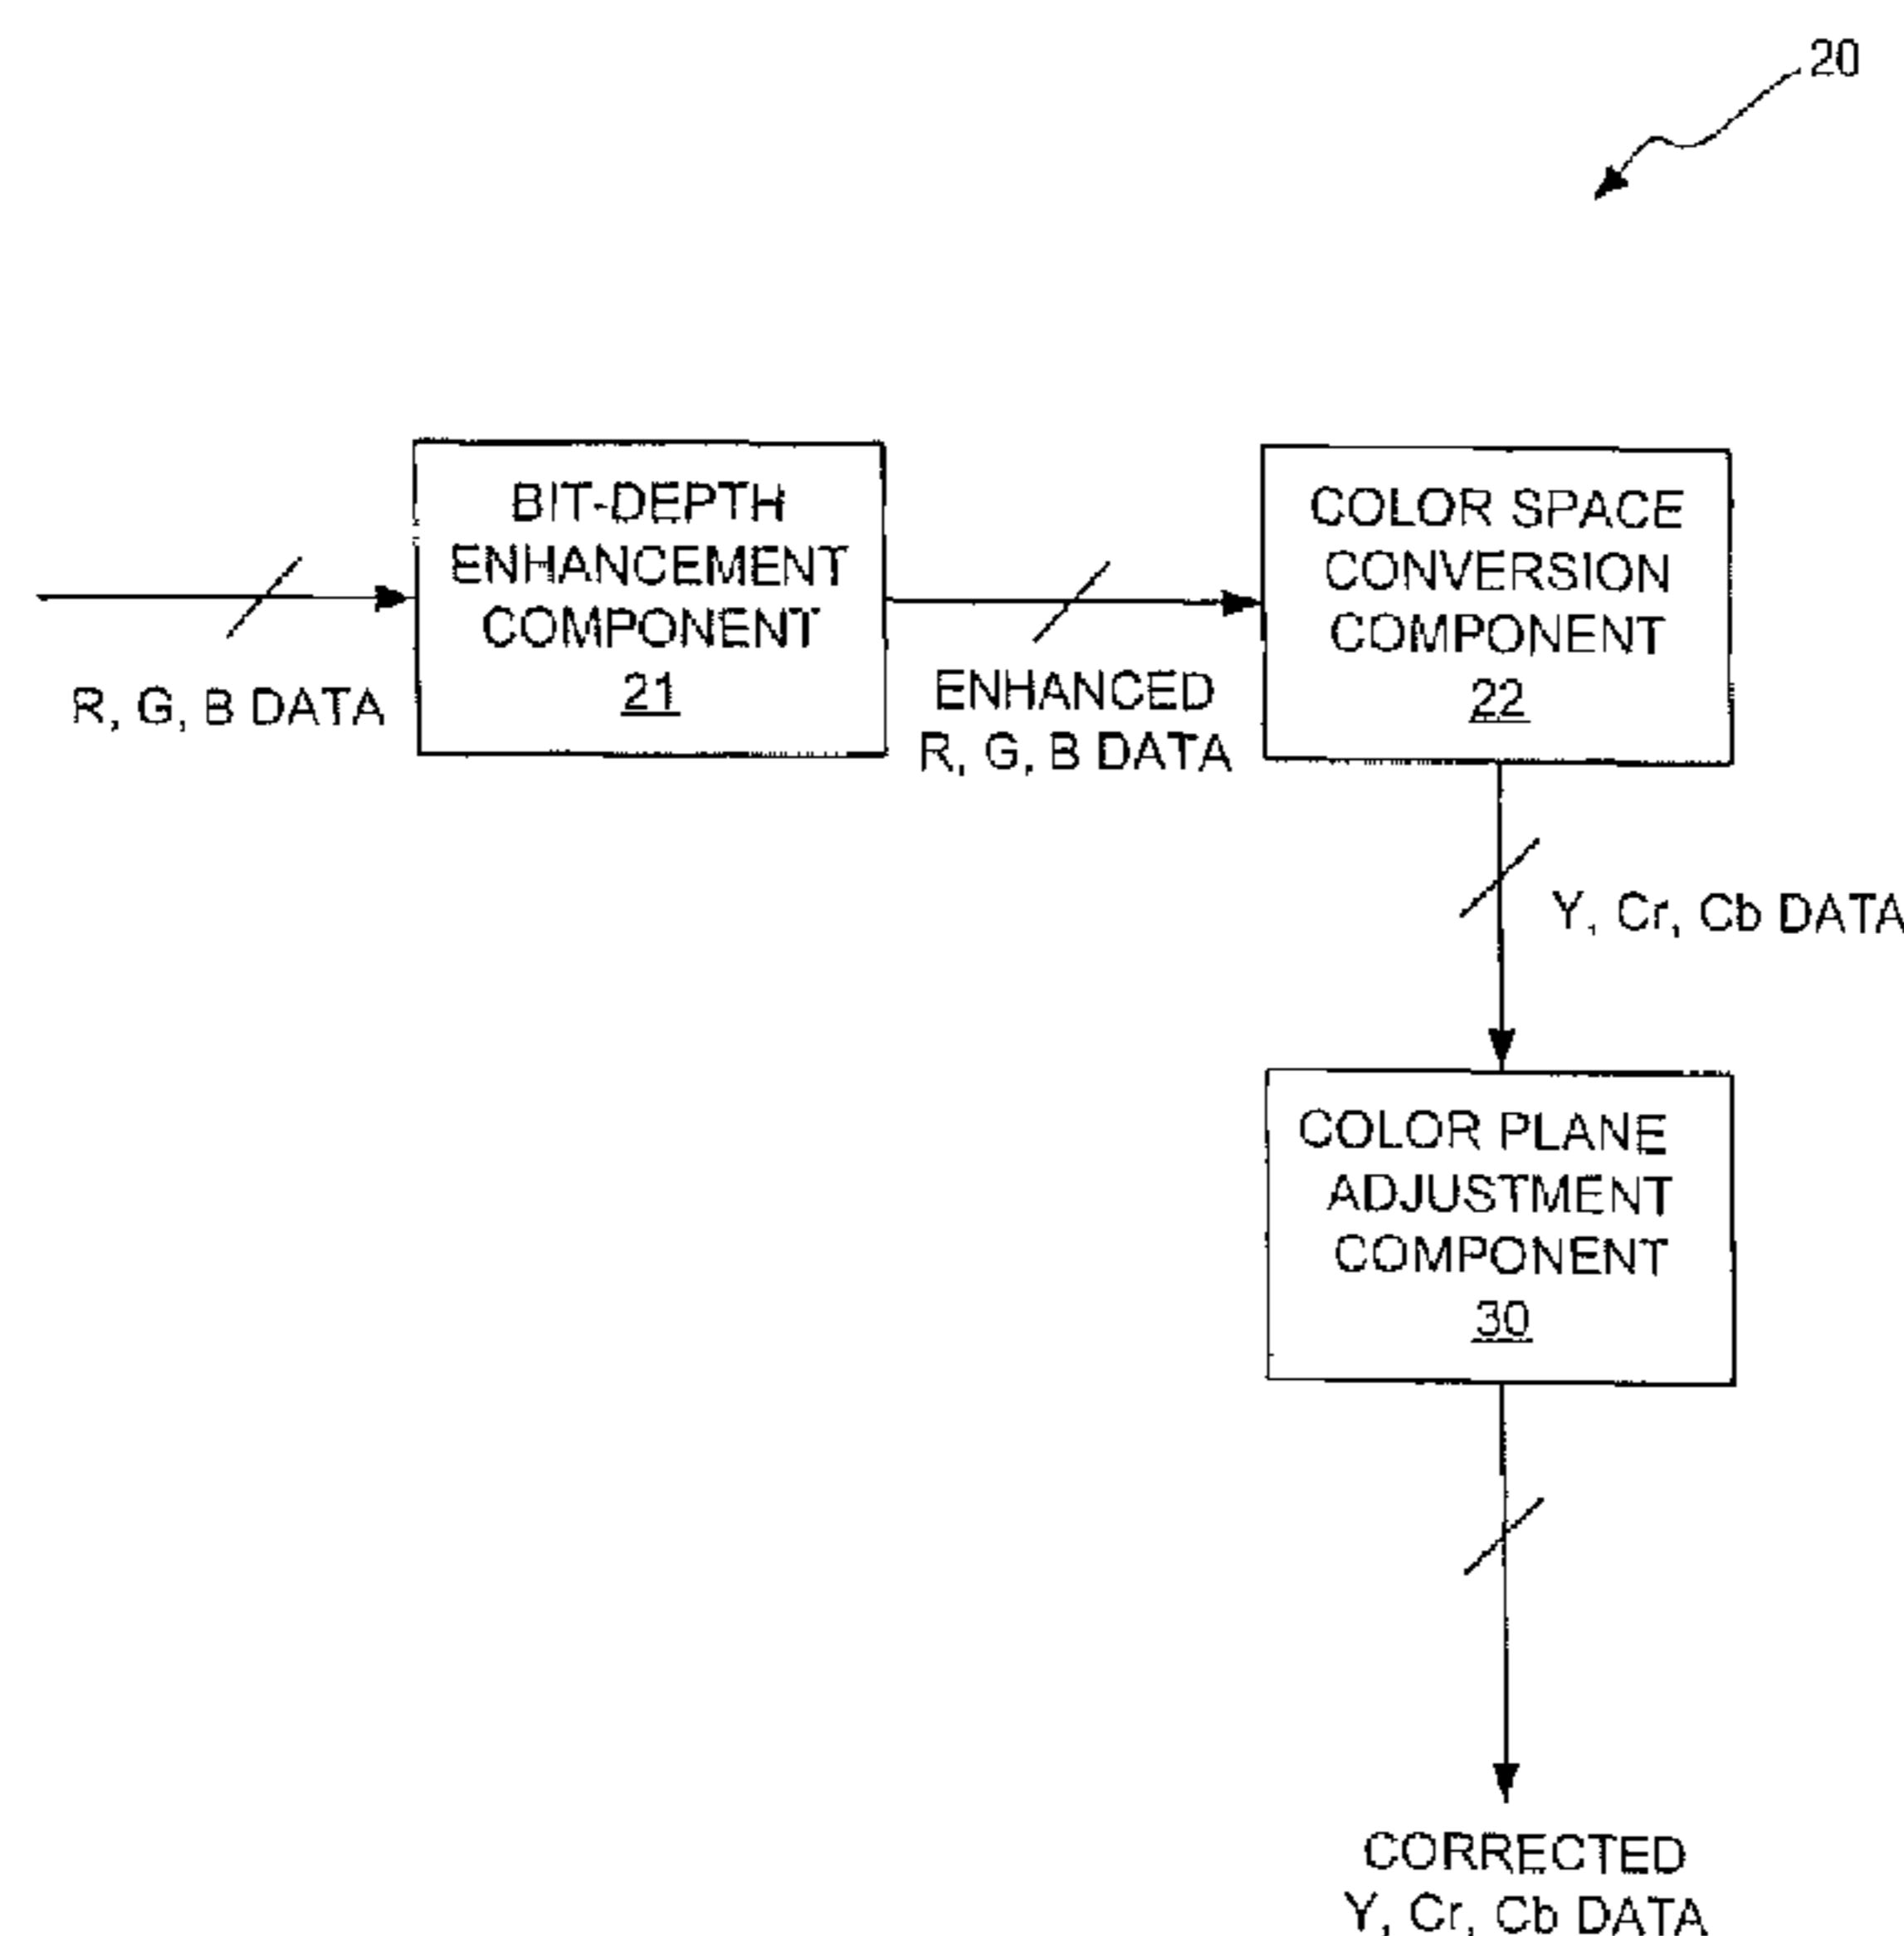 20
BIT-DEPTH
ENHANCEMENT
COMPONENT
21
R, G, B DATA
ENHANCED
R, G, B DATA
COLOR SPACE
CONVERSION
COMPONENT
22
Y, Cr, Cb DATA
COLOR PLANE
ADJUSTMENT
COMPONENT
30
CORRECTED
Y, Cr, Cb DATA